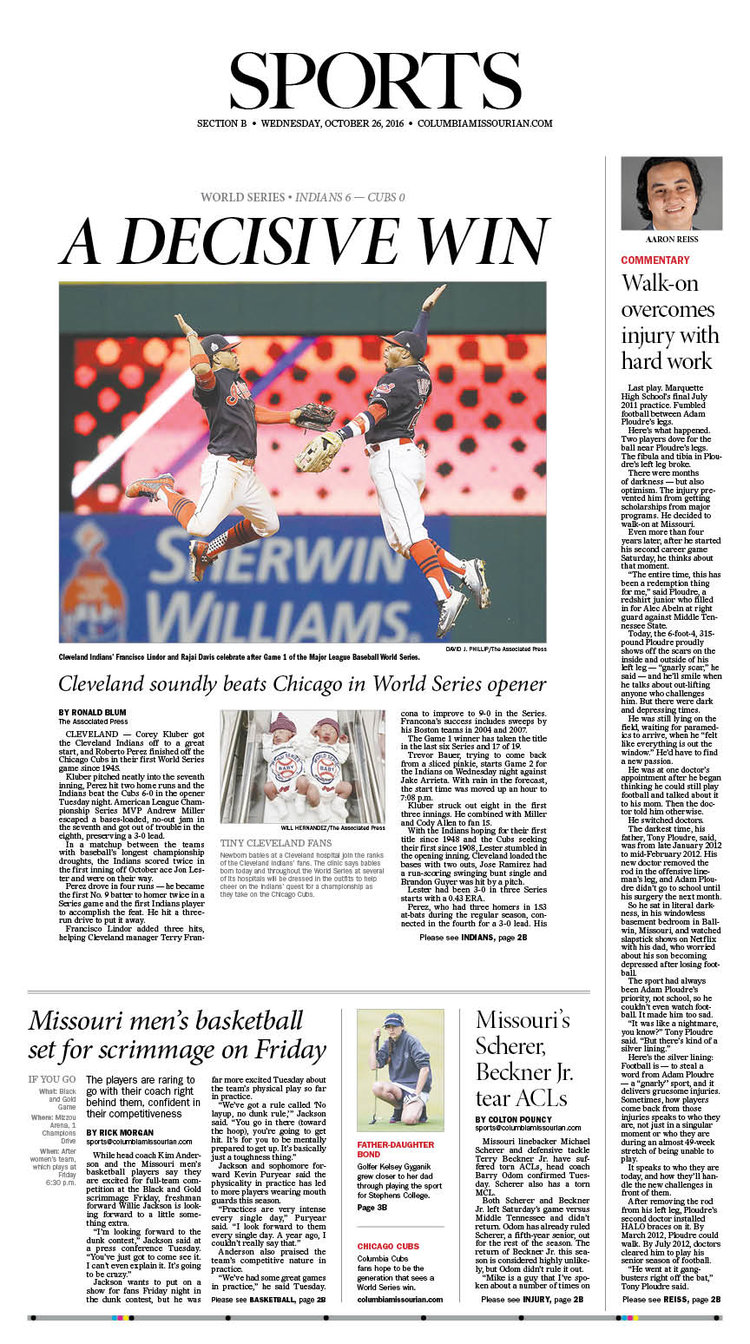 SPORTS
SECTION B • WEDNESDAY, OCTOBER 26, 2016 • COLUMBIAMISSOURIAN.COM
WORLD SERIES • INDIANS 6 — CUBS 0
A DECISIVE WIN
SHERWIN
WILLIAMS.
DAVID J. PHILLIP/The Associated Press
Cleveland Indians' Francisco Lindor and Rajai Davis celebrate after Game 1 of the Major League Baseball World Series.
Cleveland soundly beats Chicago in World Series opener
BY RONALD BLUM
The Associated Press
CLEVELAND — Corey Kluber got
the Cleveland Indians off to a great
start, and Roberto Perez finished off the
Chicago Cubs in their first World Series
game since 1945.
Kluber pitched neatly into the seventh
inning, Perez hit two home runs and the
Indians beat the Cubs 6-0 in the opener
Tuesday night. American League Cham-
pionship Series MVP Andrew Miller
escaped a bases-loaded, no-out jam in
the seventh and got out of trouble in the
eighth, preserving a 3-0 lead.
In a matchup between the teams
with baseball's longest championship
droughts, the Indians scored twice in
the first inning off October ace Jon Les-
ter and were on their way.
Perez drove in four runs — he became
the first No. 9 batter to homer twice in a
Series game and the first Indians player
to accomplish the feat. He hit a three-
run drive to put it away.
Francisco Lindor added three hits,
helping Cleveland manager Terry Fran-
WILL HERNANDEZ/The Associated Press
TINY CLEVELAND FANS
Newborn babies at a Cleveland hospital join the ranks
of the Cleveland Indians' fans. The clinic says babies
born today and throughout the World Series at several
of its hospitals will be dressed in the outfits to help
cheer on the Indians' quest for a championship as
they take on the Chicago Cubs.
cona to improve to 9-0 in the Series.
Francona's success includes sweeps by
his Boston teams in 2004 and 2007.
The Game 1 winner has taken the title
in the last six Series and 17 of 19.
Trevor Bauer, trying to come back
from a sliced pinkie, starts Game 2 for
the Indians on Wednesday night against
Jake Arrieta. With rain in the forecast,
the start time was moved up an hour to
7:08 p.m.
Kluber struck out eight in the first
three innings. He combined with Miller
and Cody Allen to fan 15.
With the Indians hoping for their first
title since 1948 and the Cubs seeking
their first since 1908, Lester stumbled in
the opening inning. Cleveland loaded the
bases with two outs, Jose Ramirez had
a run-scoring swinging bunt single and
Brandon Guyer was hit by a pitch.
Lester had been 3-0 in three Series
starts with a 0.43 ERA.
Perez, who had three homers in 153
at-bats during the regular season, con-
nected in the fourth for a 3-0 lead. His
Please see INDIANS, page 2B
AARON REISS
COMMENTARY
Walk-on
overcomes
injury with
hard work
Last play. Marquette
High School's final July
2011 practice. Fumbled
football between Adam
Ploudre's legs.
Here's what happened.
Two players dove for the
ball near Ploudre's legs.
The fibula and tibia in Plou-
dre's left leg broke.
There were months
of darkness — but also
optimism. The injury pre-
vented him from getting
scholarships from major
programs. He decided to
walk-on at Missouri.
Even more than four
years later, after he started
his second career game
Saturday, he thinks about
that moment.
"The entire time, this has
been a redemption thing
for me," said Ploudre, a
redshirt junior who filled
in for Alec Abeln at right
guard against Middle Ten-
nessee State.
Today, the 6-foot-4, 315-
pound Ploudre proudly
shows off the scars on the
inside and outside of his
left leg — "gnarly scar," he
said — and he'll smile when
he talks about out-lifting
anyone who challenges
him. But there were dark
and depressing times.
He was still lying on the
field, waiting for paramed-
ics to arrive, when he "felt
like everything is out the
window." He'd have to find
a new passion.
He was at one doctor's
appointment after he began
thinking he could still play
football and talked about it
to his mom. Then the doc-
tor told him otherwise.
He switched doctors.
The darkest time, his
father, Tony Ploudre, said,
was from late January 2012
to mid-February 2012. His
new doctor removed the
rod in the offensive line-
man's leg, and Adam Plou-
dre didn't go to school until
his surgery the next month.
So he sat in literal dark-
ness, in his windowless
basement bedroom in Ball-
win, Missouri, and watched
slapstick shows on Netflix
with his dad, who worried
about his son becoming
depressed after losing foot-
ball.
The sport had always
been Adam Ploudre's
priority, not school, so he
couldn't even watch foot-
ball. It made him too sad.
"It was like a nightmare,
you know?" Tony Ploudre
said. "But there's kind of a
silver lining."
Here's the silver lining:
Football is — to steal a
word from Adam Ploudre
— a "gnarly" sport, and it
delivers gruesome injuries.
Sometimes, how players
come back from those
injuries speaks to who they
are, not just in a singular
moment or who they are
during an almost 49-week
stretch of being unable to
play.
It speaks to who they are
today, and how they'll han-
dle the new challenges in
front of them.
After removing the rod
from his left leg, Ploudre's
second doctor installed
HALO braces on it. By
March 2012, Ploudre could
walk. By July 2012, doctors
cleared him to play his
senior season of football.
"He went at it gang-
busters right off the bat,"
Tony Ploudre said.
Please see REISS, page 2B
Missouri men's basketball
set for scrimmage on Friday
IF YOU GO
What: Black
and Gold
Game
Where: Mizzou
Arena, 1
Champions
Drive
When: After
women's team,
which plays at
Friday
6:30 p.m.
The players are raring to
go with their coach right
behind them, confident in
their competitiveness
BY RICK MORGAN
sports@columbiamissourian.com
While head coach Kim Ander-
son and the Missouri men's
basketball players say they
are excited for full-team com-
petition at the Black and Gold
scrimmage Friday, freshman
forward Willie Jackson is look-
ing forward to a little some-
thing extra.
"I'm looking forward to the
dunk contest," Jackson said at
a press conference Tuesday.
"You've just got to come see it.
I can't even explain it. It's going
to be crazy."
Jackson wants to put on a
show for fans Friday night in
the dunk contest, but he was
far more excited Tuesday about
the team's physical play so far
in practice.
"We've got a rule called 'No
layup, no dunk rule,'" Jackson
said. "You go in there (toward
the hoop), you're going to get
hit. It's for you to be mentally
prepared to get up. It's basically
just a toughness thing."
Jackson and sophomore for-
ward Kevin Puryear said the
physicality in practice has led
to more players wearing mouth
guards this season.
"Practices are very intense
every single day," Puryear
said. "I look forward to them
every single day. A year ago, I
couldn't really say that."
Anderson also praised the
team's competitive nature in
practice.
"We've had some great games
in practice," he said Tuesday.
Please see BASKETBALL, page 2B
FATHER-DAUGHTER
BOND
Golfer Kelsey Gyganik
grew closer to her dad
through playing the sport
for Stephens College.
Page 3B
CHICAGO CUBS
Columbia Cubs
fans hope to be the
generation that sees a
World Series win.
columbiamissourian.com
Missouri's
Scherer,
Beckner Jr.
tear ACLs
BY COLTON POUNCY
sports@columbiamissourian.com
Missouri linebacker Michael
Scherer and defensive tackle
Terry Beckner Jr. have suf-
fered torn ACLs, head coach
Barry Odom confirmed Tues-
day. Scherer also has a torn
MCL.
Both Scherer and Beckner
Jr. left Saturday's game versus
Middle Tennessee and didn't
return. Odom has already ruled
Scherer, a fifth-year senior, out
for the rest of the season. The
return of Beckner Jr. this sea-
son is considered highly unlike-
ly, but Odom didn't rule it out.
"Mike is a guy that I've spo-
ken about a number of times on
Please see INJURY, page 2B